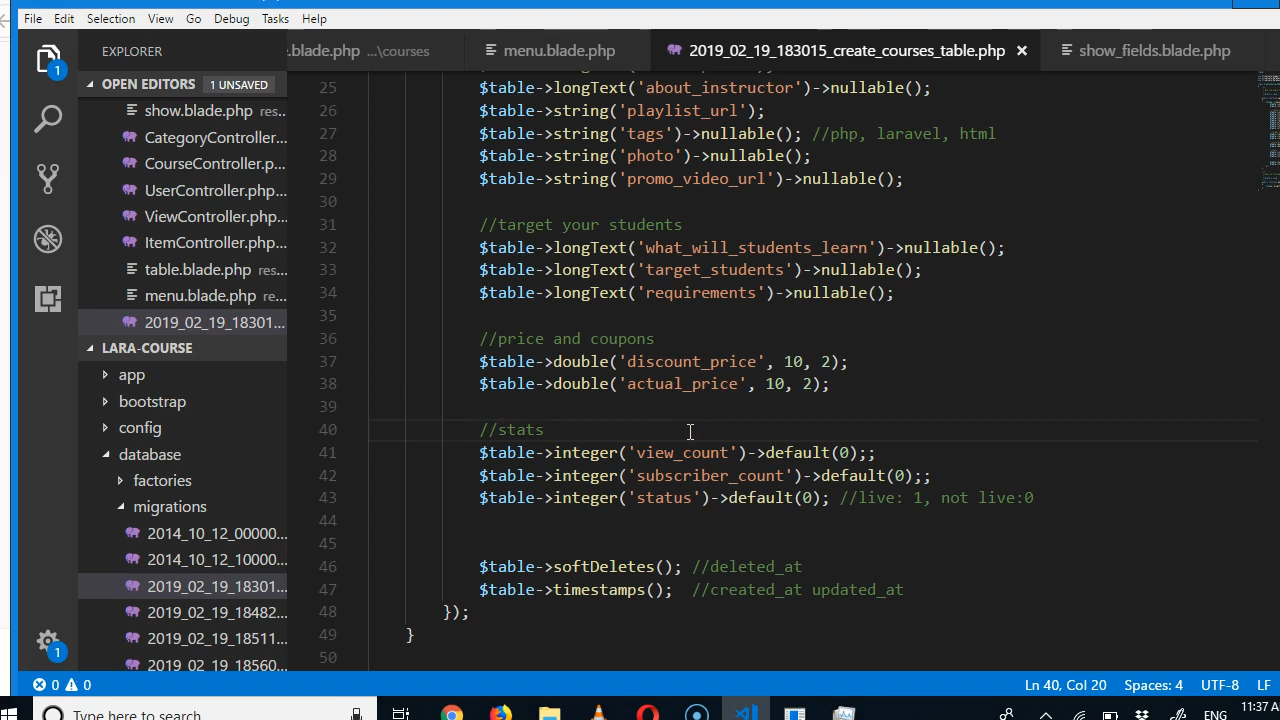 File Edit Selection View Go Debug Tasks Help
EXPLORER
.blade.php ...\courses
menu.blade.php
2019_02_19_183015_create_courses_table.php
show_fields.blade.php
OPEN EDITORS 1 UNSAVED
show.blade.php res...
CategoryController...
CourseController.p...
UserController.php...
ViewController.php...
ItemController.php...
table.blade.php res...
menu.blade.php re...
2019_02_19_18301...
LARA-COURSE
app
bootstrap
config
database
factories
migrations
2014_10_12_00000...
2014_10_12_10000...
2019_02_19_18301...
2019_02_19_18482...
2019_02_19_18511...
2019_02_19_18560...
1
1
25 $table->longText('about_instructor')->nullable();
26 $table->string('playlist_url');
27 $table->string('tags')->nullable(); //php, laravel, html
28 $table->string('photo')->nullable();
29 $table->string('promo_video_url')->nullable();
30
31 //target your students
32 $table->longText('what_will_students_learn')->nullable();
33 $table->longText('target_students')->nullable();
34 $table->longText('requirements')->nullable();
35
36 //price and coupons
37 $table->double('discount_price', 10, 2);
38 $table->double('actual_price', 10, 2);
39
40 //stats
41 $table->integer('view_count')->default(0);;
42 $table->integer('subscriber_count')->default(0);;
43 $table->integer('status')->default(0); //live: 1, not live:0
44
45
46 $table->softDeletes(); //deleted_at
47 $table->timestamps(); //created_at updated_at
48 });
49 }
50
0 0 Ln 40, Col 20 Spaces: 4 UTF-8 LF
Type here to search ENG 11:37 A